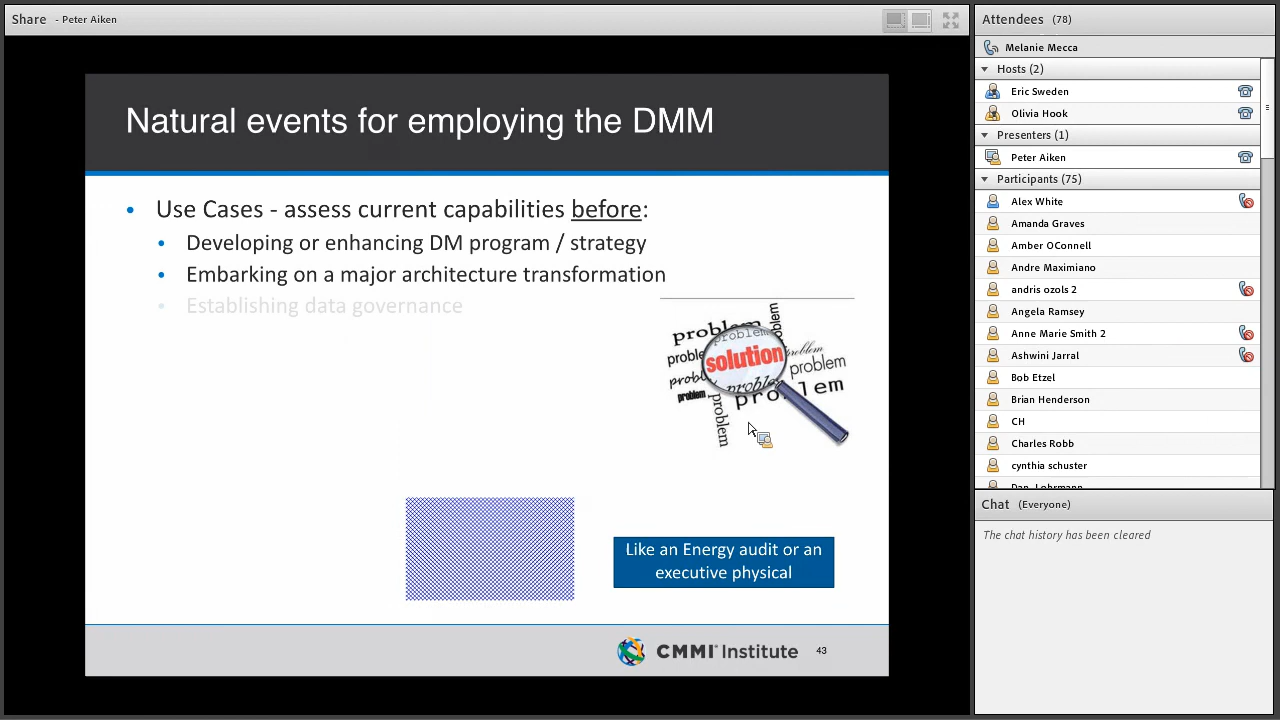 Share - Peter Aiken
Natural events for employing the DMM
• Use Cases - assess current capabilities before:
• Developing or enhancing DM program / strategy
• Embarking on a major architecture transformation
• Establishing data governance
problem
problem
problem
solution
problem
problem
problem
problem
problem
problem
Like an Energy audit or an
executive physical
CMMI Institute
43
Attendees (78)
Melanie Mecca
Hosts (2)
Eric Sweden
Olivia Hook
Presenters (1)
Peter Aiken
Participants (75)
Alex White
Amanda Graves
Amber OConnell
Andre Maximiano
andris ozols 2
Angela Ramsey
Anne Marie Smith 2
Ashwini Jarral
Bob Etzel
Brian Henderson
CH
Charles Robb
cynthia schuster
Chat (Everyone)
The chat history has been cleared